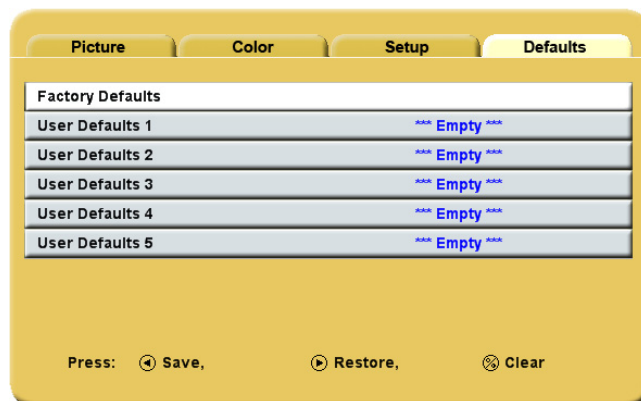 Picture Color Setup Defaults
Factory Defaults
User Defaults 1 *** Empty ***
User Defaults 2 *** Empty ***
User Defaults 3 *** Empty ***
User Defaults 4 *** Empty ***
User Defaults 5 *** Empty ***
Press: Save, Restore, % Clear